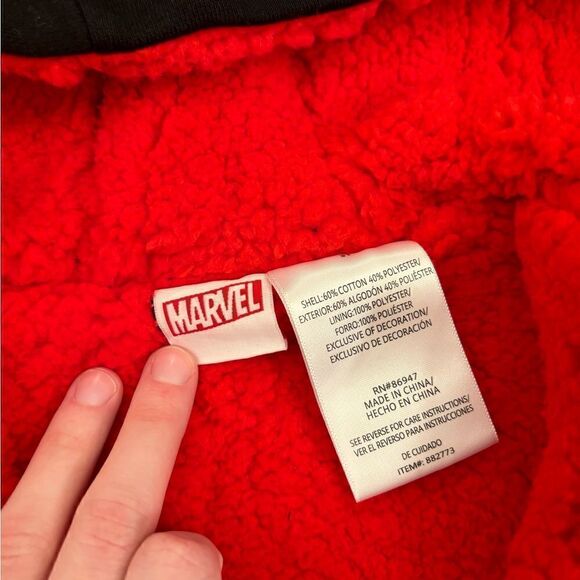 MARVEL
SHELL:60% COTTON 40% POLYESTER/
EXTERIOR:60% ALGODÓN 40% POLIÉSTER
LINING:100% POLYESTER/
FORRO:100% POLIÉSTER
EXCLUSIVE OF DECORATION/
EXCLUSIVO DE DECORACIÓN
RN#86947
MADE IN CHINA/
HECHO EN CHINA
SEE REVERSE FOR CARE INSTRUCTIONS/
VER EL REVERSO PARA INSTRUCCIONES
DE CUIDADO
ITEM#: 882773